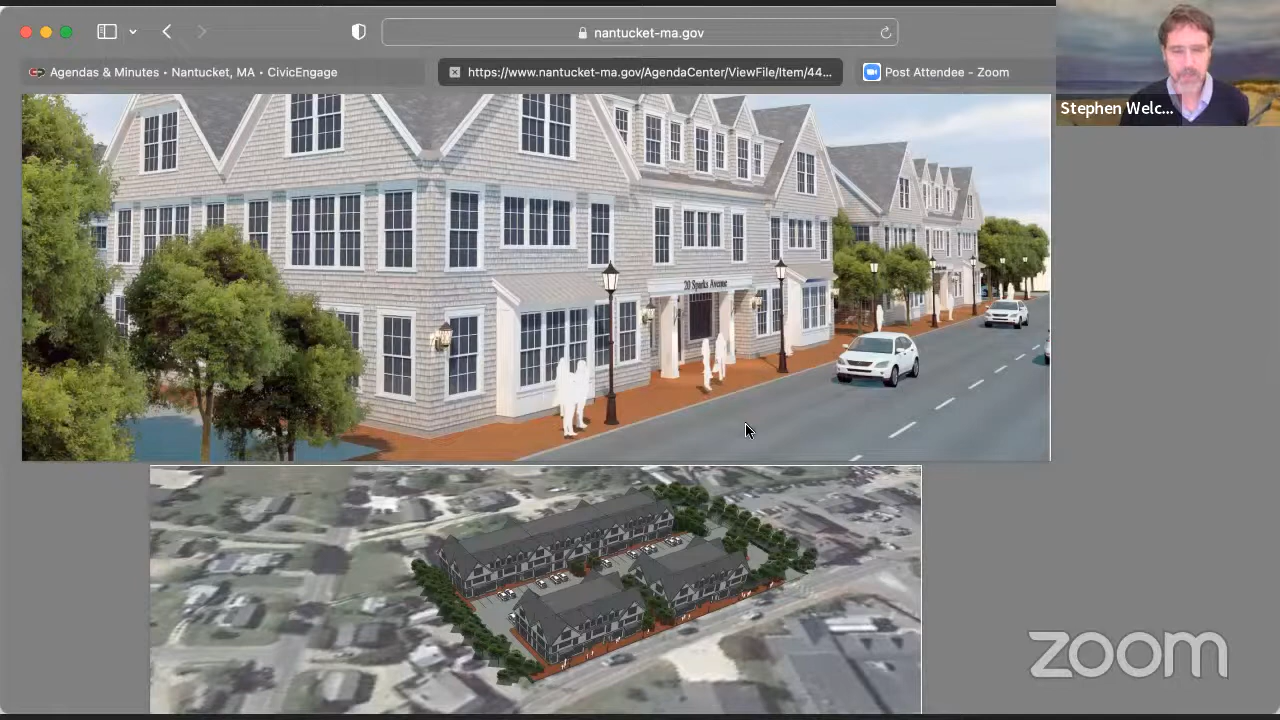 nantucket-ma.gov
Agendas & Minutes • Nantucket, MA • CivicEngage
https://www.nantucket-ma.gov/AgendaCenter/ViewFile/Item/44...
Post Attendee - Zoom
Stephen Welc...
20 Sparks Avenue
zoom